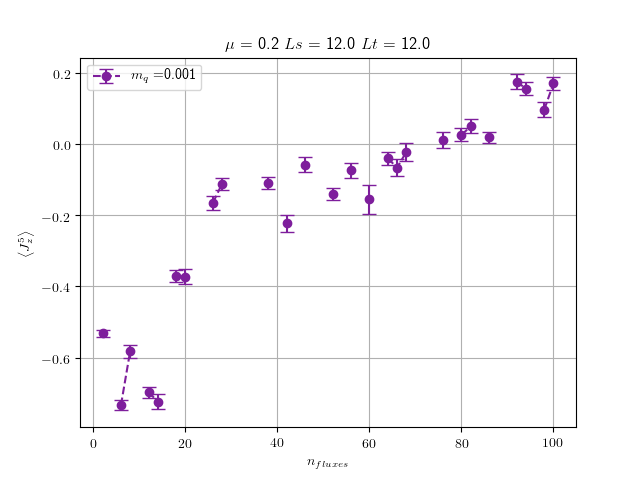 μ = 0.2 Ls = 12.0 Lt = 12.0
m_q =0.001
0.2
0.0
−0.2
−0.4
−0.6
⟨J_z^5⟩
0 20 40 60 80 100
n_fluxes